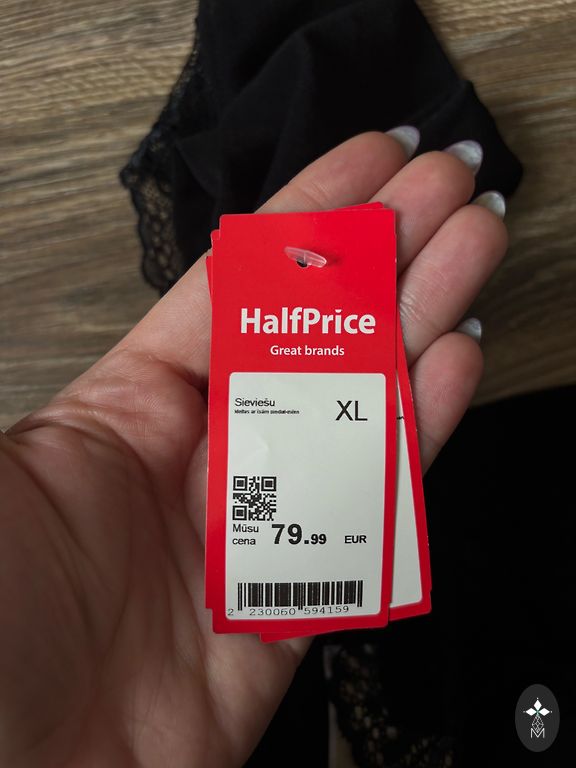 HalfPrice
Great brands
Sieviešu
XL
Mūsu
cena
79.99 EUR
2 230060 594159